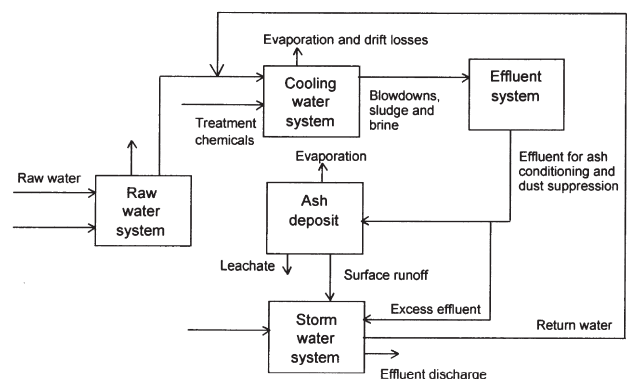 Evaporation and drift losses
Cooling
water
system
Effluent
system
Blowdowns,
sludge and
brine
Treatment
chemicals
Evaporation
Effluent for ash
conditioning and
dust suppression
Raw water
Raw
water
system
Ash
deposit
Leachate
Surface runoff
Excess effluent
Return water
Storm
water
system
Effluent discharge